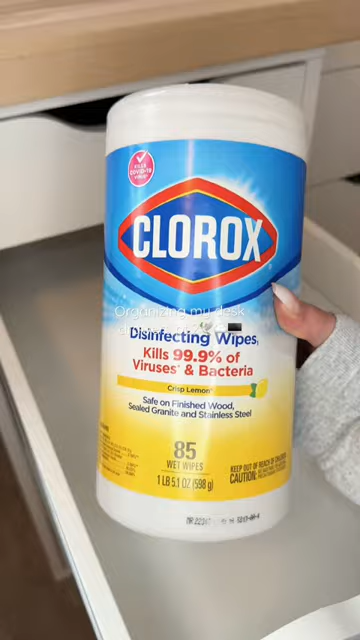 KILLS
COVID-19
VIRUS*
CLOROX
Organizing my desk
Disinfecting Wipes
Kills 99.9% of
Viruses* & Bacteria
Crisp Lemon
Safe on Finished Wood,
Sealed Granite and Stainless Steel
85
WET WIPES
1 LB 5.1 OZ (598 g)
KEEP OUT OF REACH OF CHILDREN.
CAUTION: